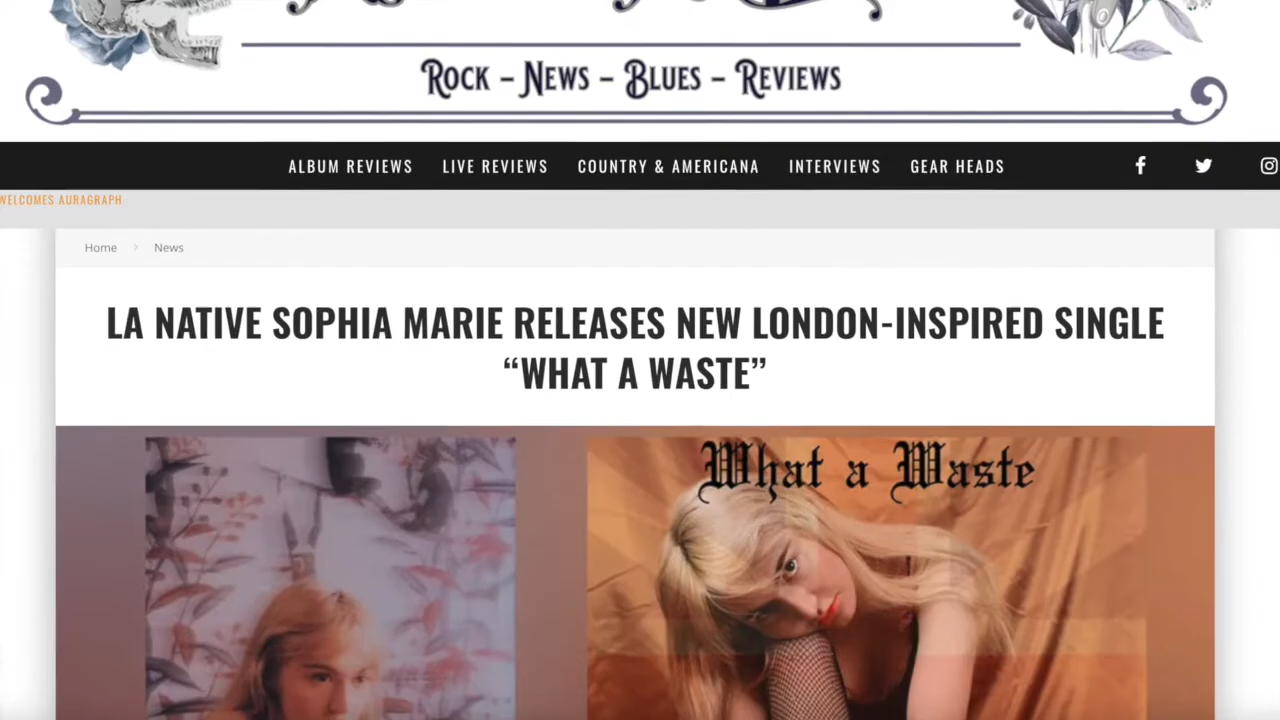 Rock – News – Blues – Reviews
ALBUM REVIEWS LIVE REVIEWS COUNTRY & AMERICANA INTERVIEWS GEAR HEADS
WELCOMES AURAGRAPH
Home > News
LA NATIVE SOPHIA MARIE RELEASES NEW LONDON-INSPIRED SINGLE
“WHAT A WASTE”
What a Waste